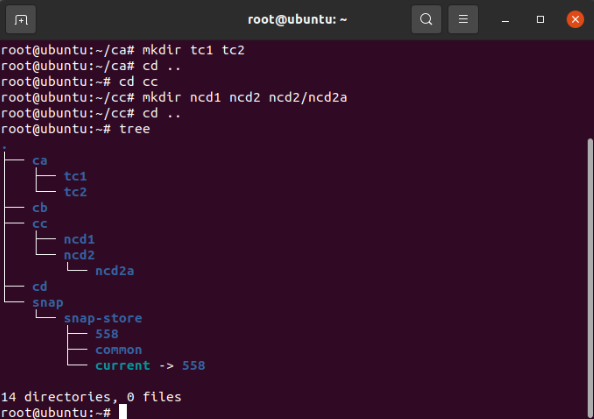 root@ubuntu: ~
root@ubuntu:~/ca# mkdir tc1 tc2
root@ubuntu:~/ca# cd ..
root@ubuntu:~# cd cc
root@ubuntu:~/cc# mkdir ncd1 ncd2 ncd2/ncd2a
root@ubuntu:~/cc# cd ..
root@ubuntu:~# tree
.
├── ca
│   ├── tc1
│   └── tc2
├── cb
├── cc
│   ├── ncd1
│   └── ncd2
│       └── ncd2a
├── cd
└── snap
    └── snap-store
        ├── 558
        ├── common
        └── current -> 558
14 directories, 0 files
root@ubuntu:~#